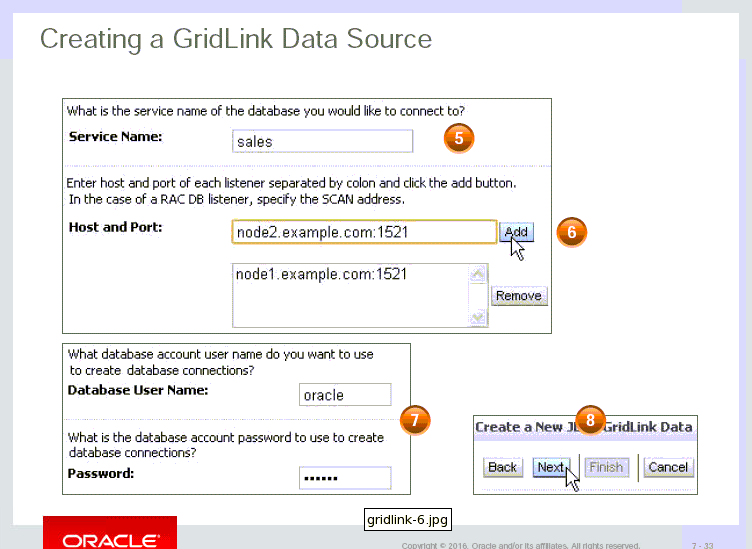 Creating a GridLink Data Source
What is the service name of the database you would like to connect to?
Service Name:
sales
5
Enter host and port of each listener separated by colon and click the add button.
In the case of a RAC DB listener, specify the SCAN address.
Host and Port:
node2.example.com:1521
Add
6
node1.example.com:1521
Remove
What database account user name do you want to use
to create database connections?
Database User Name:
oracle
7
What is the database account password to use to create
database connections?
Password:
••••••
8
Create a New J GridLink Data
Back
Next
Finish
Cancel
gridlink-6.jpg
ORACLE
Copyright © 2016, Oracle and/or its affiliates. All rights reserved.
7 - 33